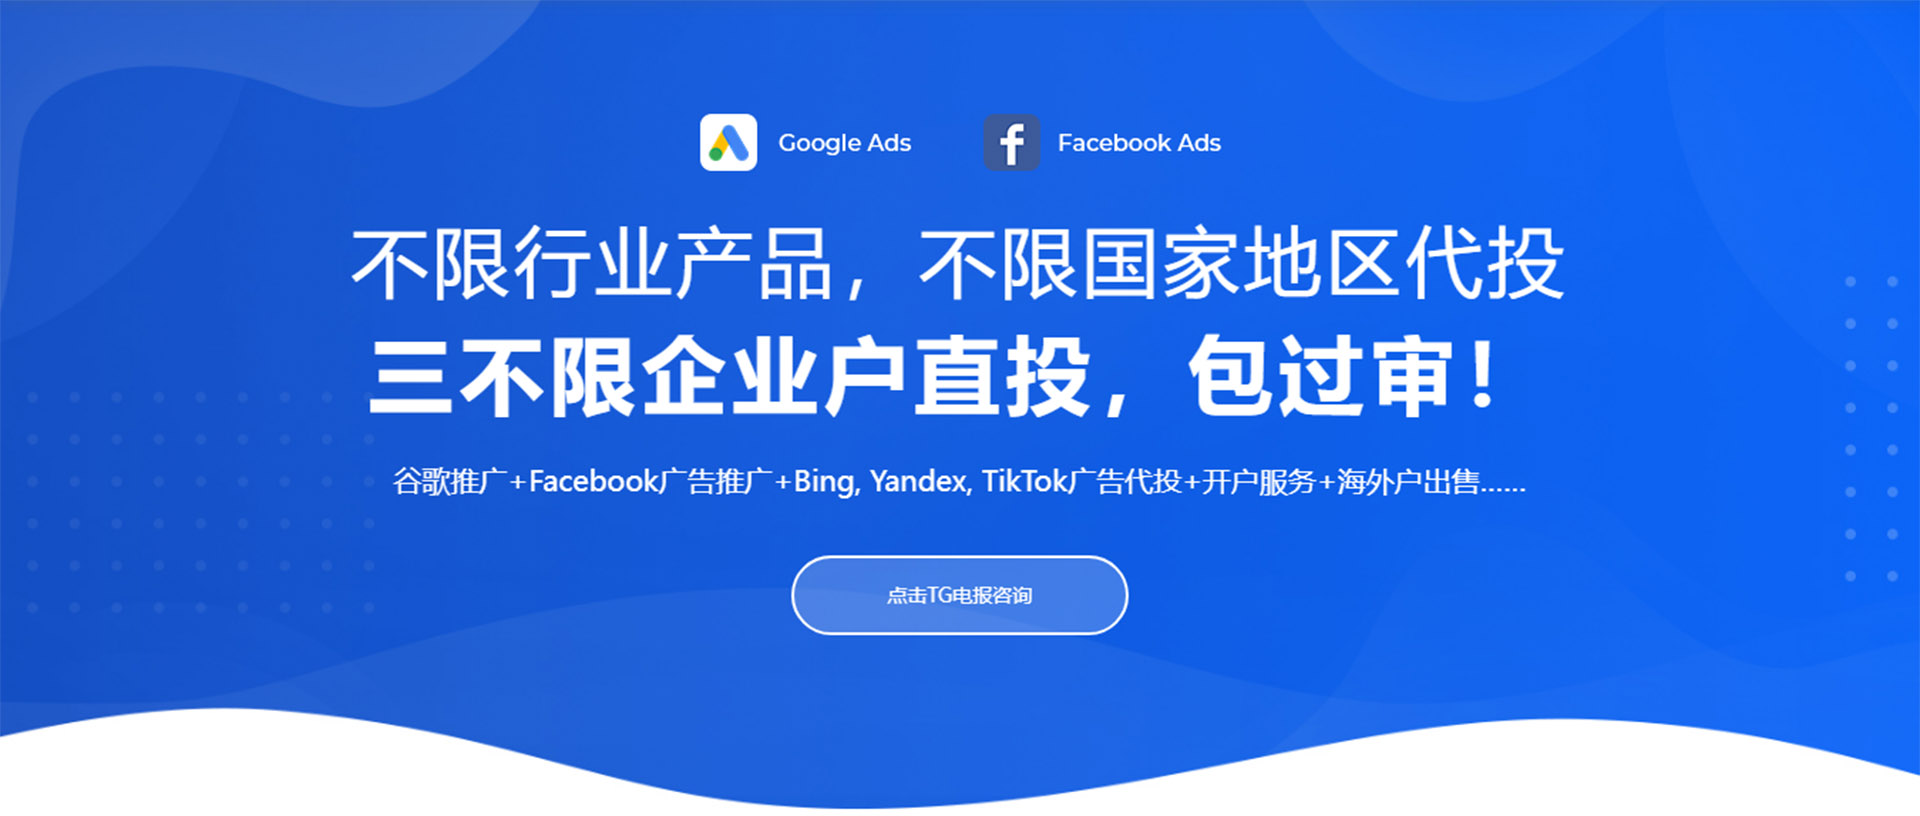 Google Ads Facebook Ads
不限行业产品，不限国家地区代投
三不限企业户直投，包过审！
谷歌推广+Facebook广告推广+Bing, Yandex, TikTok广告代投+开户服务+海外户出售......
点击TG电报咨询